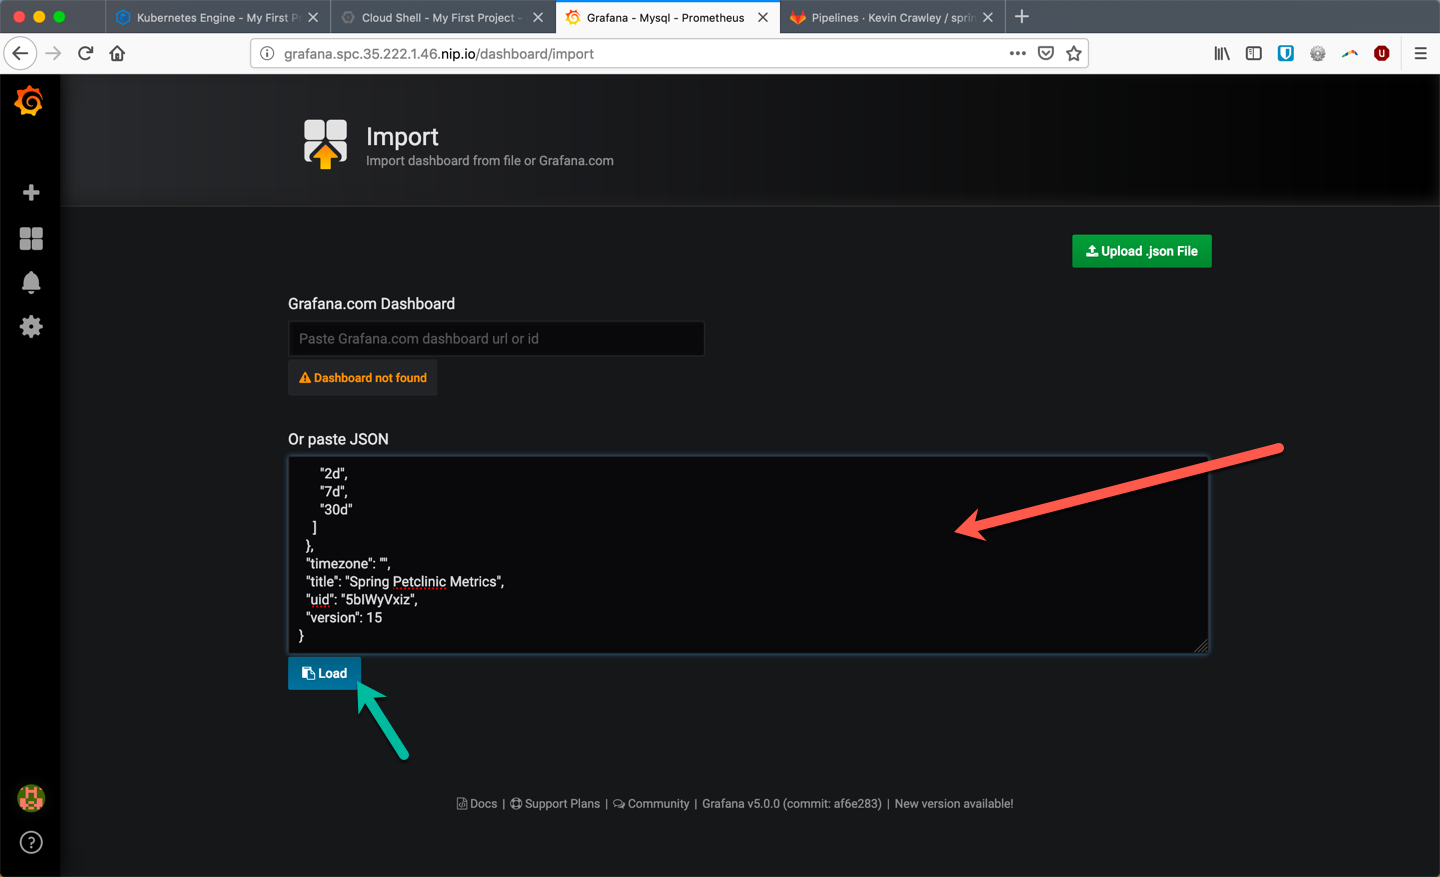 Kubernetes Engine - My First P
Cloud Shell - My First Project -
Grafana - Mysql - Prometheus
Pipelines · Kevin Crawley / sprin
grafana.spc.35.222.1.46.nip.io/dashboard/import
Import
Import dashboard from file or Grafana.com
Upload .json File
Grafana.com Dashboard
Paste Grafana.com dashboard url or id
Dashboard not found
Or paste JSON
"2d",
"7d",
"30d"
]
},
"timezone": "",
"title": "Spring Petclinic Metrics",
"uid": "5bIWyVxiz",
"version": 15
}
Load
Docs | Support Plans | Community | Grafana v5.0.0 (commit: af6e283) | New version available!